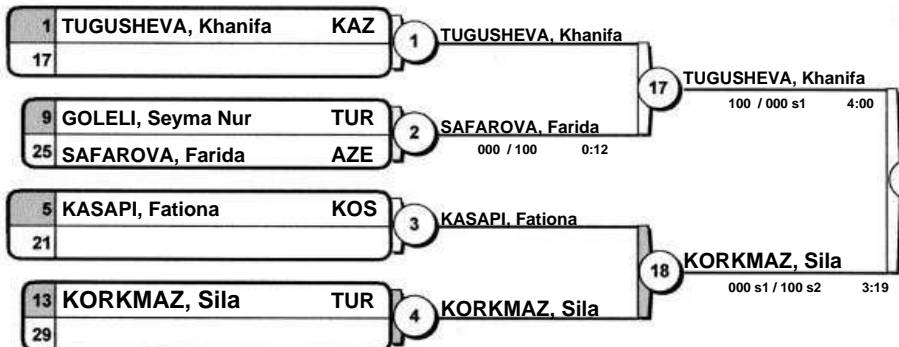 1 TUGUSHEVA, Khanifa KAZ
17
1
TUGUSHEVA, Khanifa
9 GOLELI, Seyma Nur TUR
25 SAFAROVA, Farida AZE
2
SAFAROVA, Farida
000 / 100 0:12
17
TUGUSHEVA, Khanifa
100 / 000 s1 4:00
5 KASAPI, Fationa KOS
21
3
KASAPI, Fationa
13 KORKMAZ, Sila TUR
29
4
KORKMAZ, Sila
18
KORKMAZ, Sila
000 s1 / 100 s2 3:19